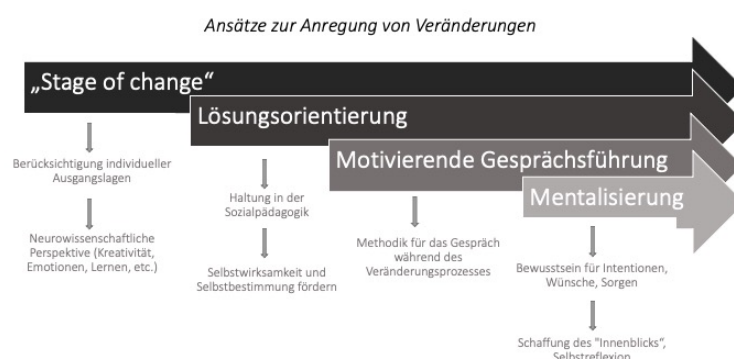 Ansätze zur Anregung von Veränderungen
„Stage of change“
Lösungsorientierung
Motivierende Gesprächsführung
Mentalisierung
Berücksichtigung individueller
Ausgangslagen
Neurowissenschaftliche
Perspektive (Kreativität,
Emotionen, Lernen, etc.)
Haltung in der
Sozialpädagogik
Selbstwirksamkeit und
Selbstbestimmung fördern
Methodik für das Gespräch
während des
Veränderungsprozesses
Bewusstsein für Intentionen,
Wünsche, Sorgen
Schaffung des "Innenblicks“,
Selbstreflexion